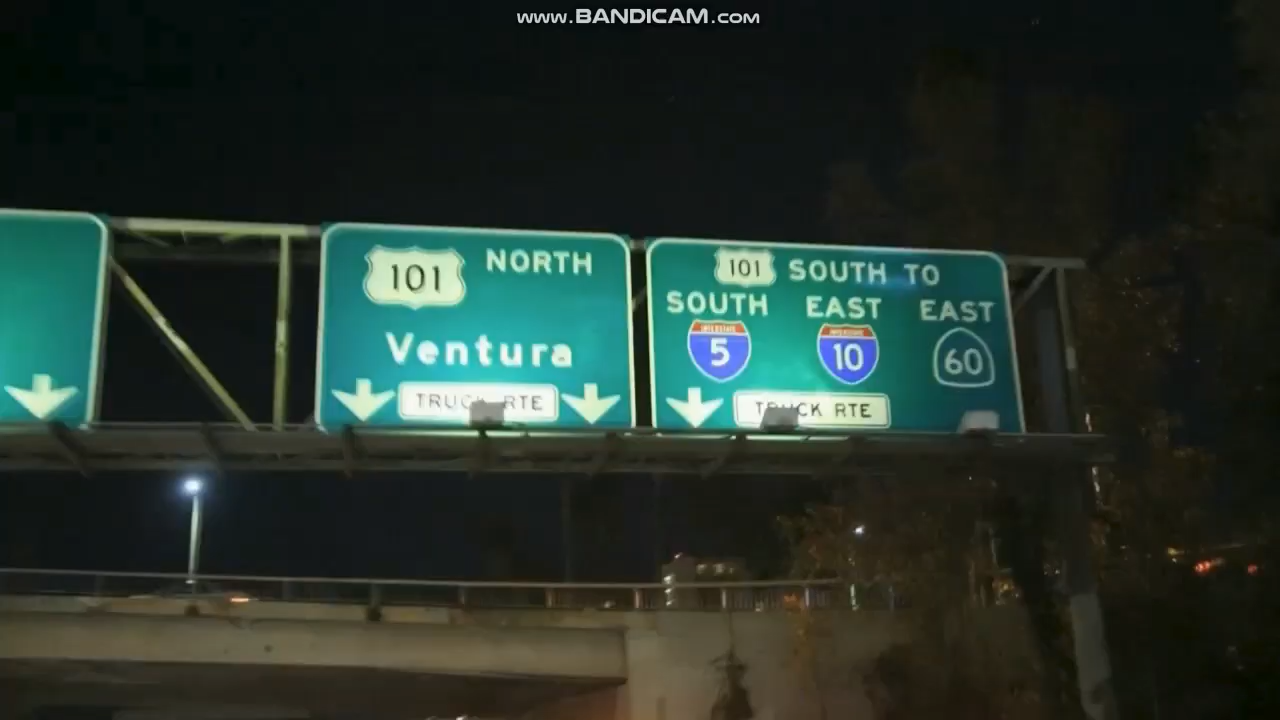 www.BANDICAM.com
101 NORTH
Ventura
TRUCK RTE
101 SOUTH TO
SOUTH EAST EAST
INTERSTATE INTERSTATE
5 10 60
TRUCK RTE